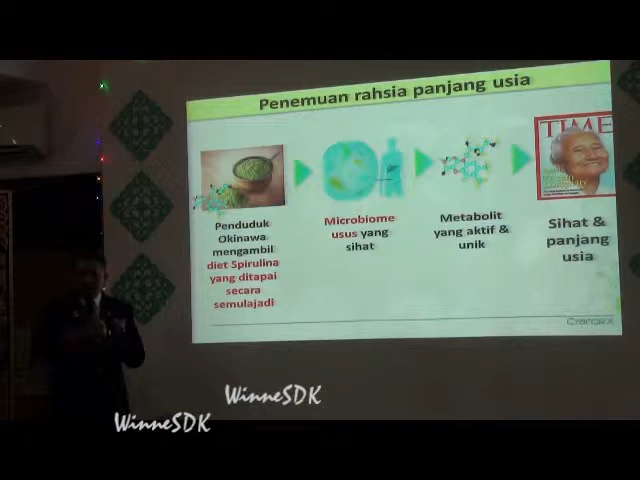 Penemuan rahsia panjang usia
Penduduk
Okinawa
mengambil
diet Spirulina
yang ditapai
secara
semulajadi
Microbiome
usus yang
sihat
Metabolit
yang aktif &
unik
TIME
Sihat &
panjang
usia
WinneSDK
WinneSDK